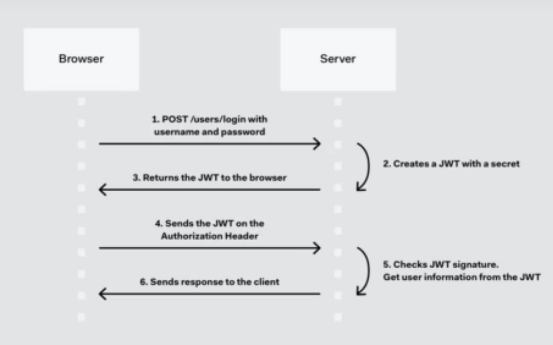 Browser
Server
1. POST /users/login with
username and password
2. Creates a JWT with a secret
3. Returns the JWT to the browser
4. Sends the JWT on the
Authorization Header
5. Checks JWT signature.
Get user information from the JWT
6. Sends response to the client